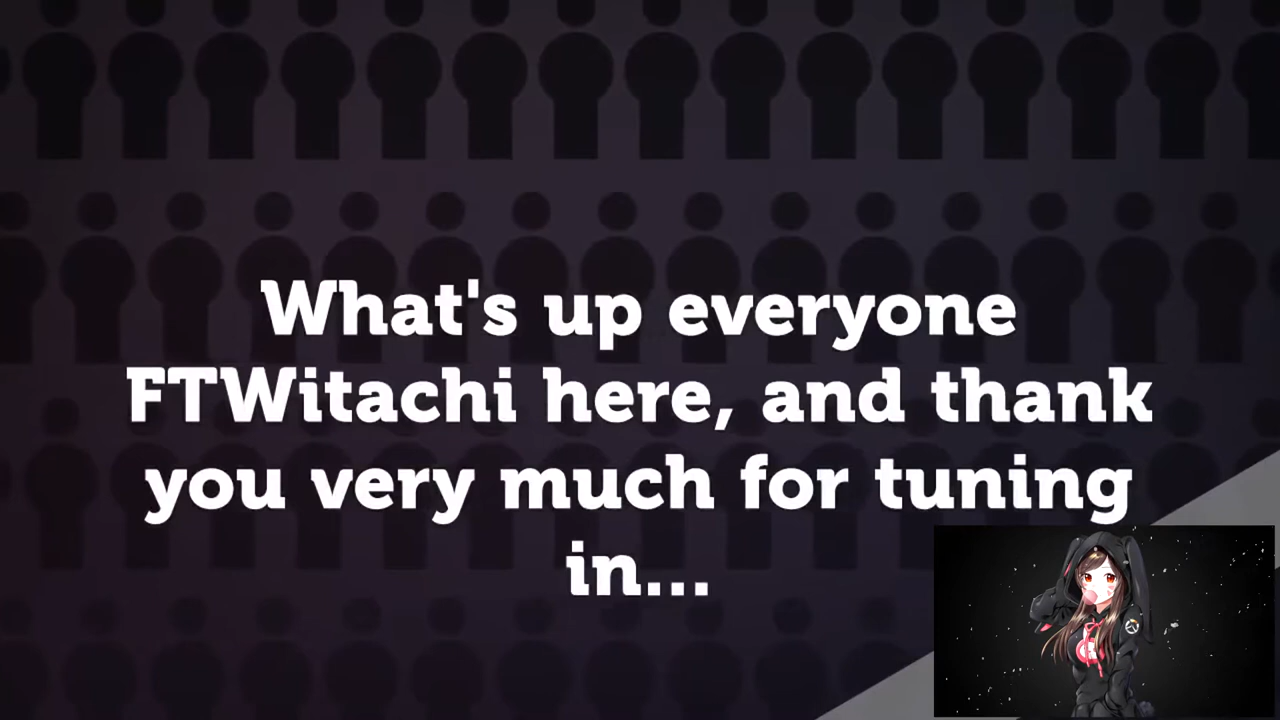 What's up everyone
FTWitachi here, and thank
you very much for tuning
in...